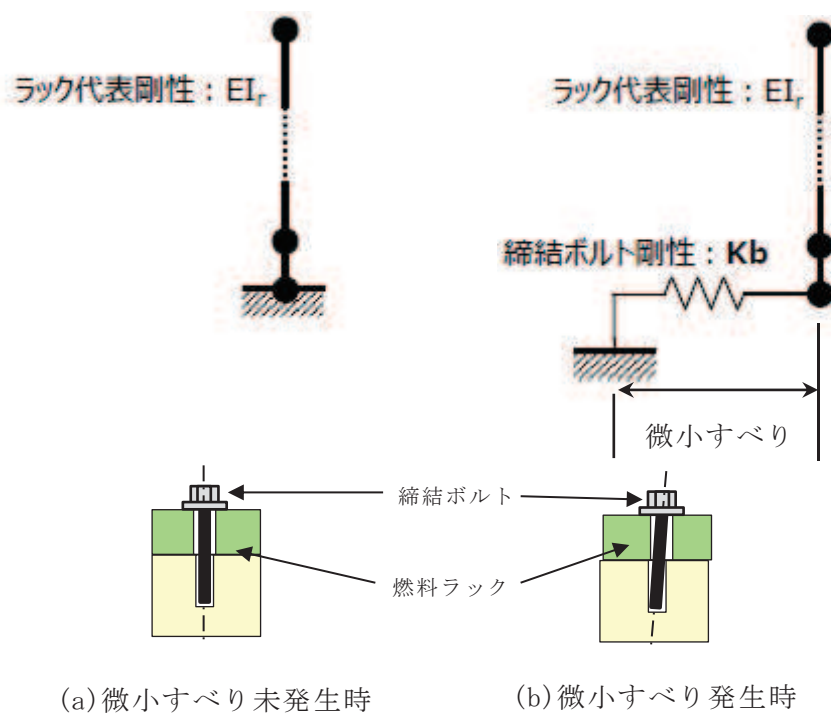 ラック代表剛性：EIr
ラック代表剛性：EIr
締結ボルト剛性：Kb
微小すべり
締結ボルト
燃料ラック
(a)微小すべり未発生時
(b)微小すべり発生時